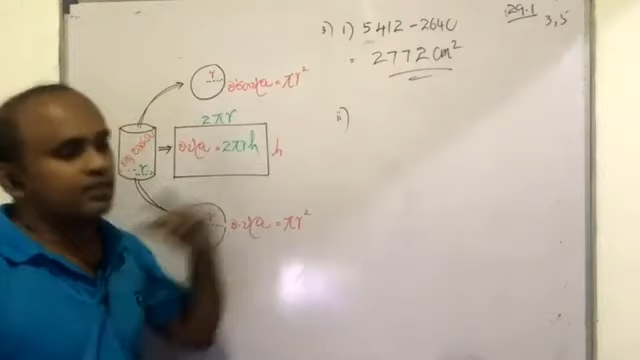 29.1
3, 5
3) i) 5412 - 2640
= 2772 cm²
ii)
r
= πr²
2πr
= 2πrh
h
r
r
= πr²